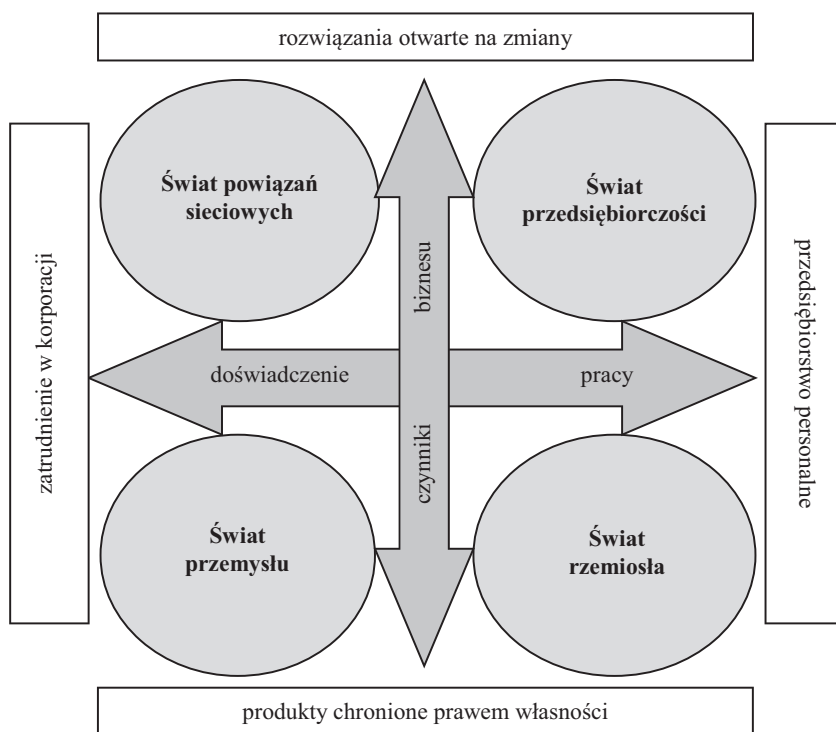 rozwiązania otwarte na zmiany
Świat powiązań
sieciowych
Świat
przedsiębiorczości
zatrudnienie w korporacji
biznesu
przedsiębiorstwo personalne
doświadczenie
pracy
czynniki
Świat
przemysłu
Świat
rzemiosła
produkty chronione prawem własności